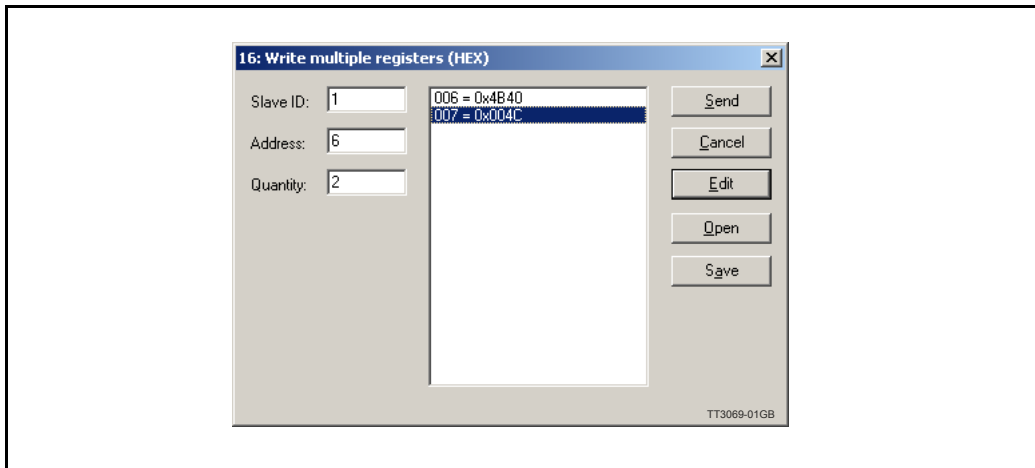 16: Write multiple registers (HEX)
Slave ID: 1
Address: 6
Quantity: 2
006 = 0x4B40
007 = 0x004C
Send
Cancel
Edit
Open
Save
TT3069-01GB